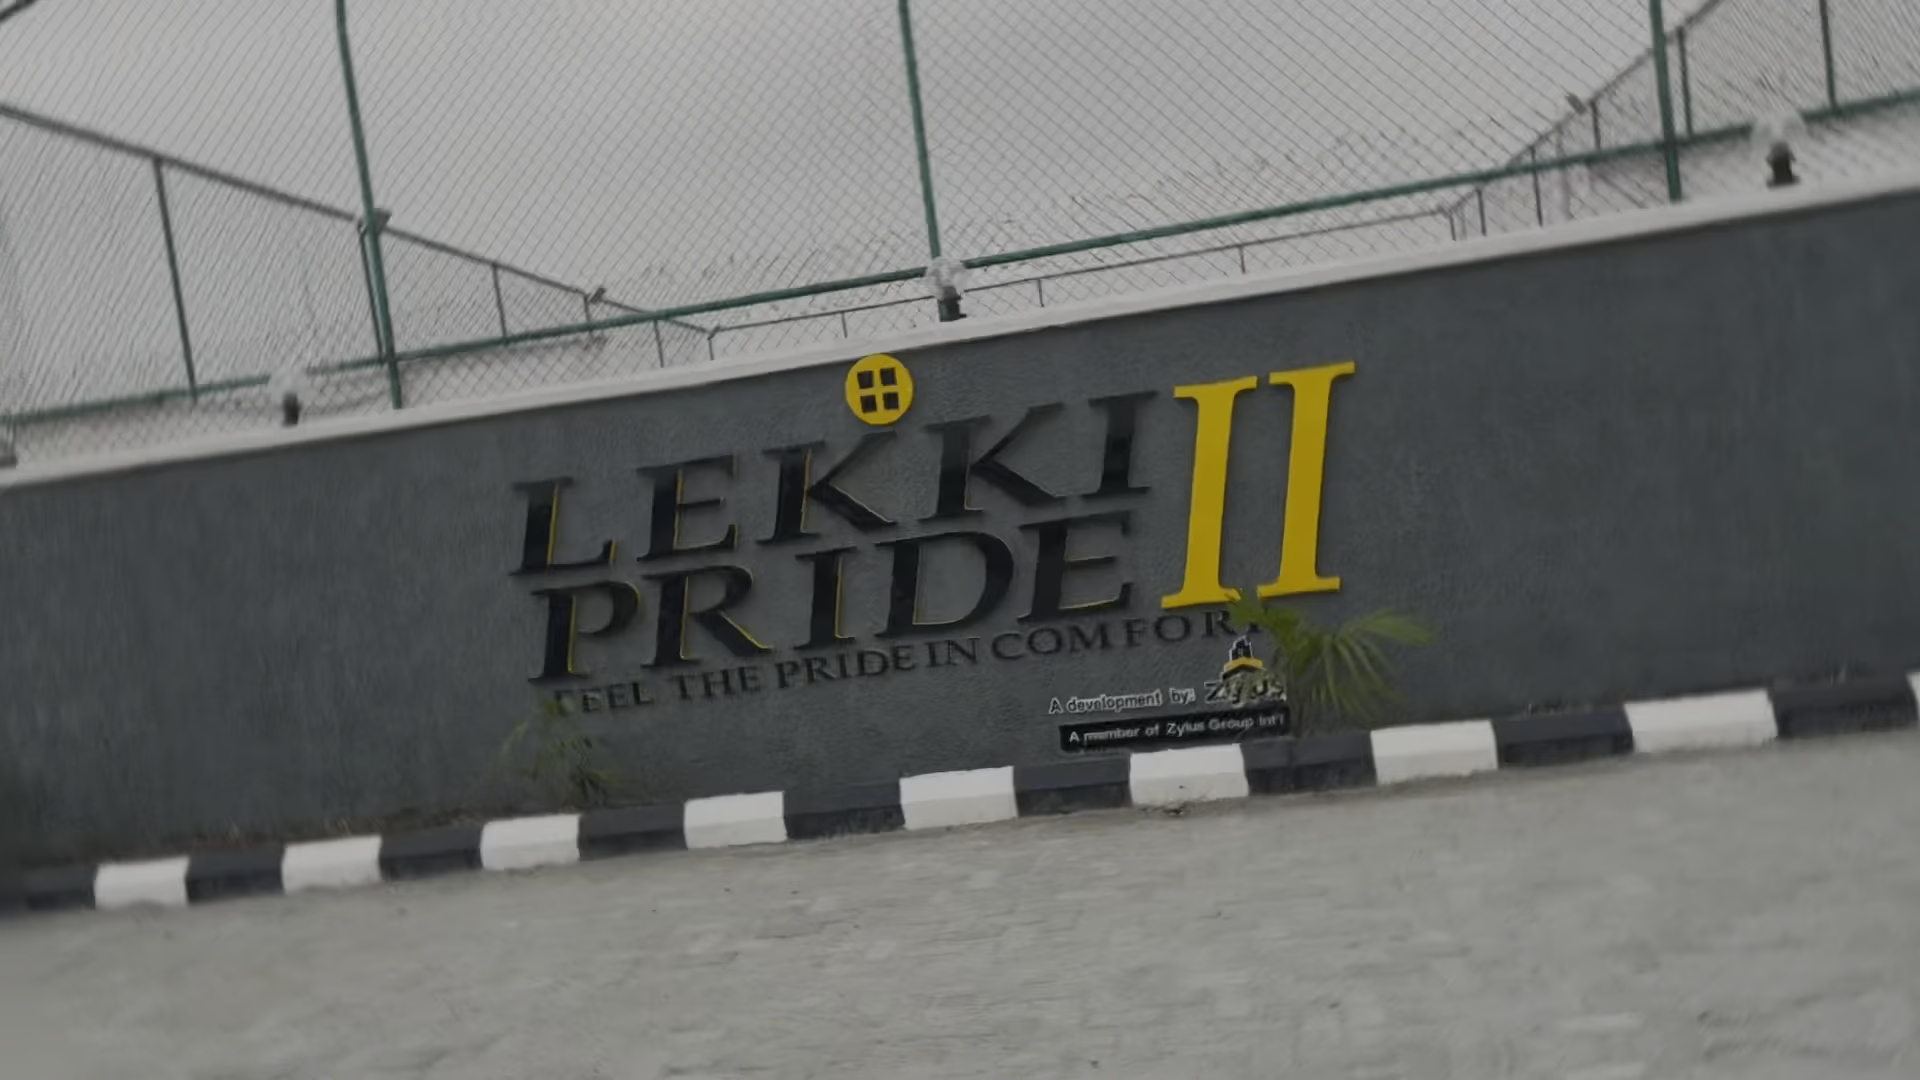 LEKKI II
PRIDE
FEEL THE PRIDE IN COMFORT
A development by: Zylus
A member of Zylus Group Int'l